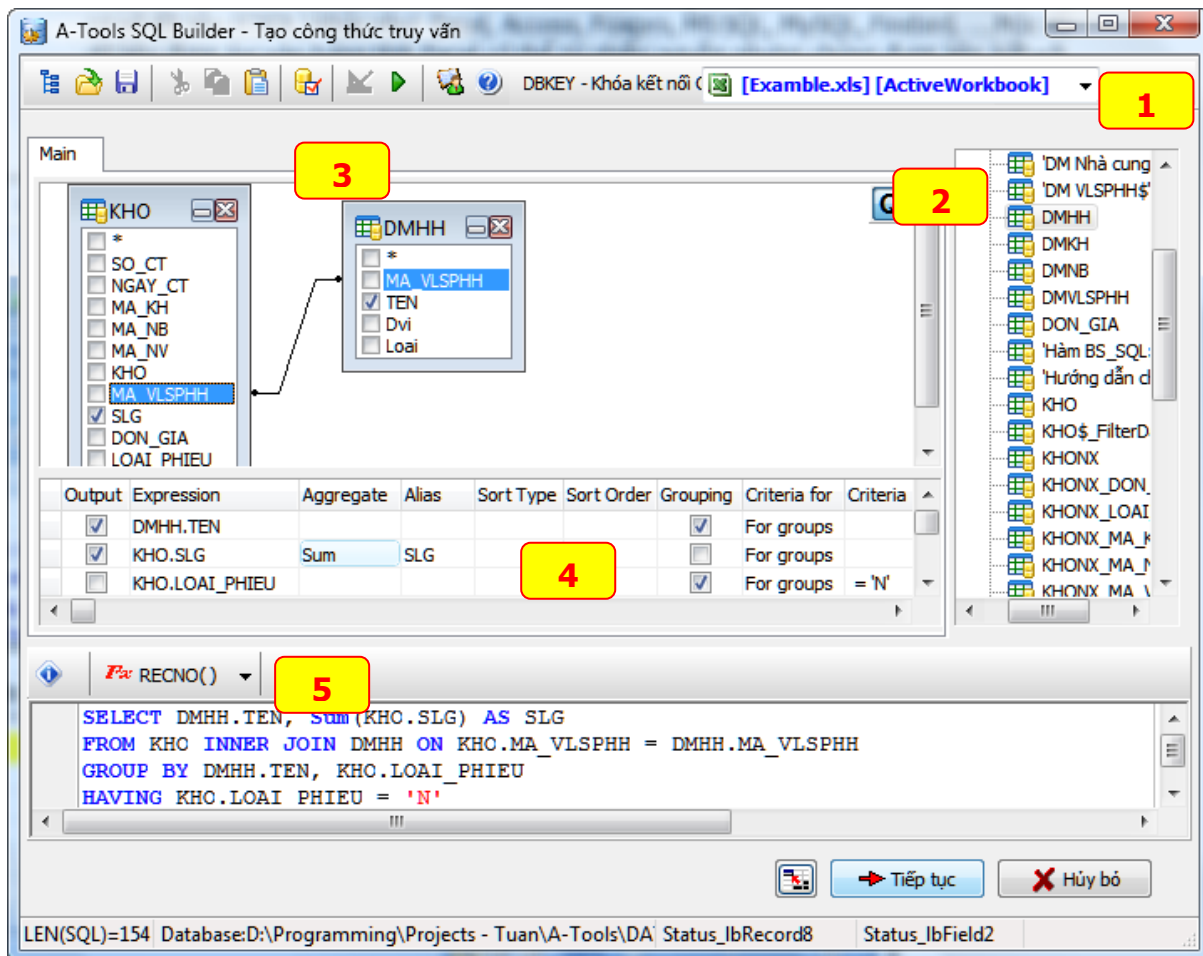 A-Tools SQL Builder - Tạo công thức truy vấn
DBKEY - Khóa kết nối [Examble.xls] [ActiveWorkbook]
1
Main
3
2
KHO
*
SO_CT
NGAY_CT
MA_KH
MA_NB
MA_NV
KHO
MA_VLSPHH
SLG
DON_GIA
LOAI_PHIEU
DMHH
*
MA_VLSPHH
TEN
Dvi
Loai
'DM Nhà cung
'DM VLSPHH$'
DMHH
DMKH
DMNB
DMVLSPHH
DON_GIA
'Hàm BS_SQL
'Hướng dẫn
KHO
KHO$_FilterD
KHONX
KHONX_DON_
KHONX_LOAI
KHONX_MA_K
KHONX_MA_N
KHONX_MA_V
Output Expression Aggregate Alias Sort Type Sort Order Grouping Criteria for Criteria
DMHH.TEN For groups
KHO.SLG Sum SLG For groups
KHO.LOAI_PHIEU For groups = 'N'
4
Fx RECNO()
5
SELECT DMHH.TEN, Sum(KHO.SLG) AS SLG
FROM KHO INNER JOIN DMHH ON KHO.MA_VLSPHH = DMHH.MA_VLSPHH
GROUP BY DMHH.TEN, KHO.LOAI_PHIEU
HAVING KHO.LOAI_PHIEU = 'N'
Tiếp tục
Hủy bỏ
LEN(SQL)=154 Database:D:\Programming\Projects - Tuan\A-Tools\DA Status_lbRecord8 Status_lbField2